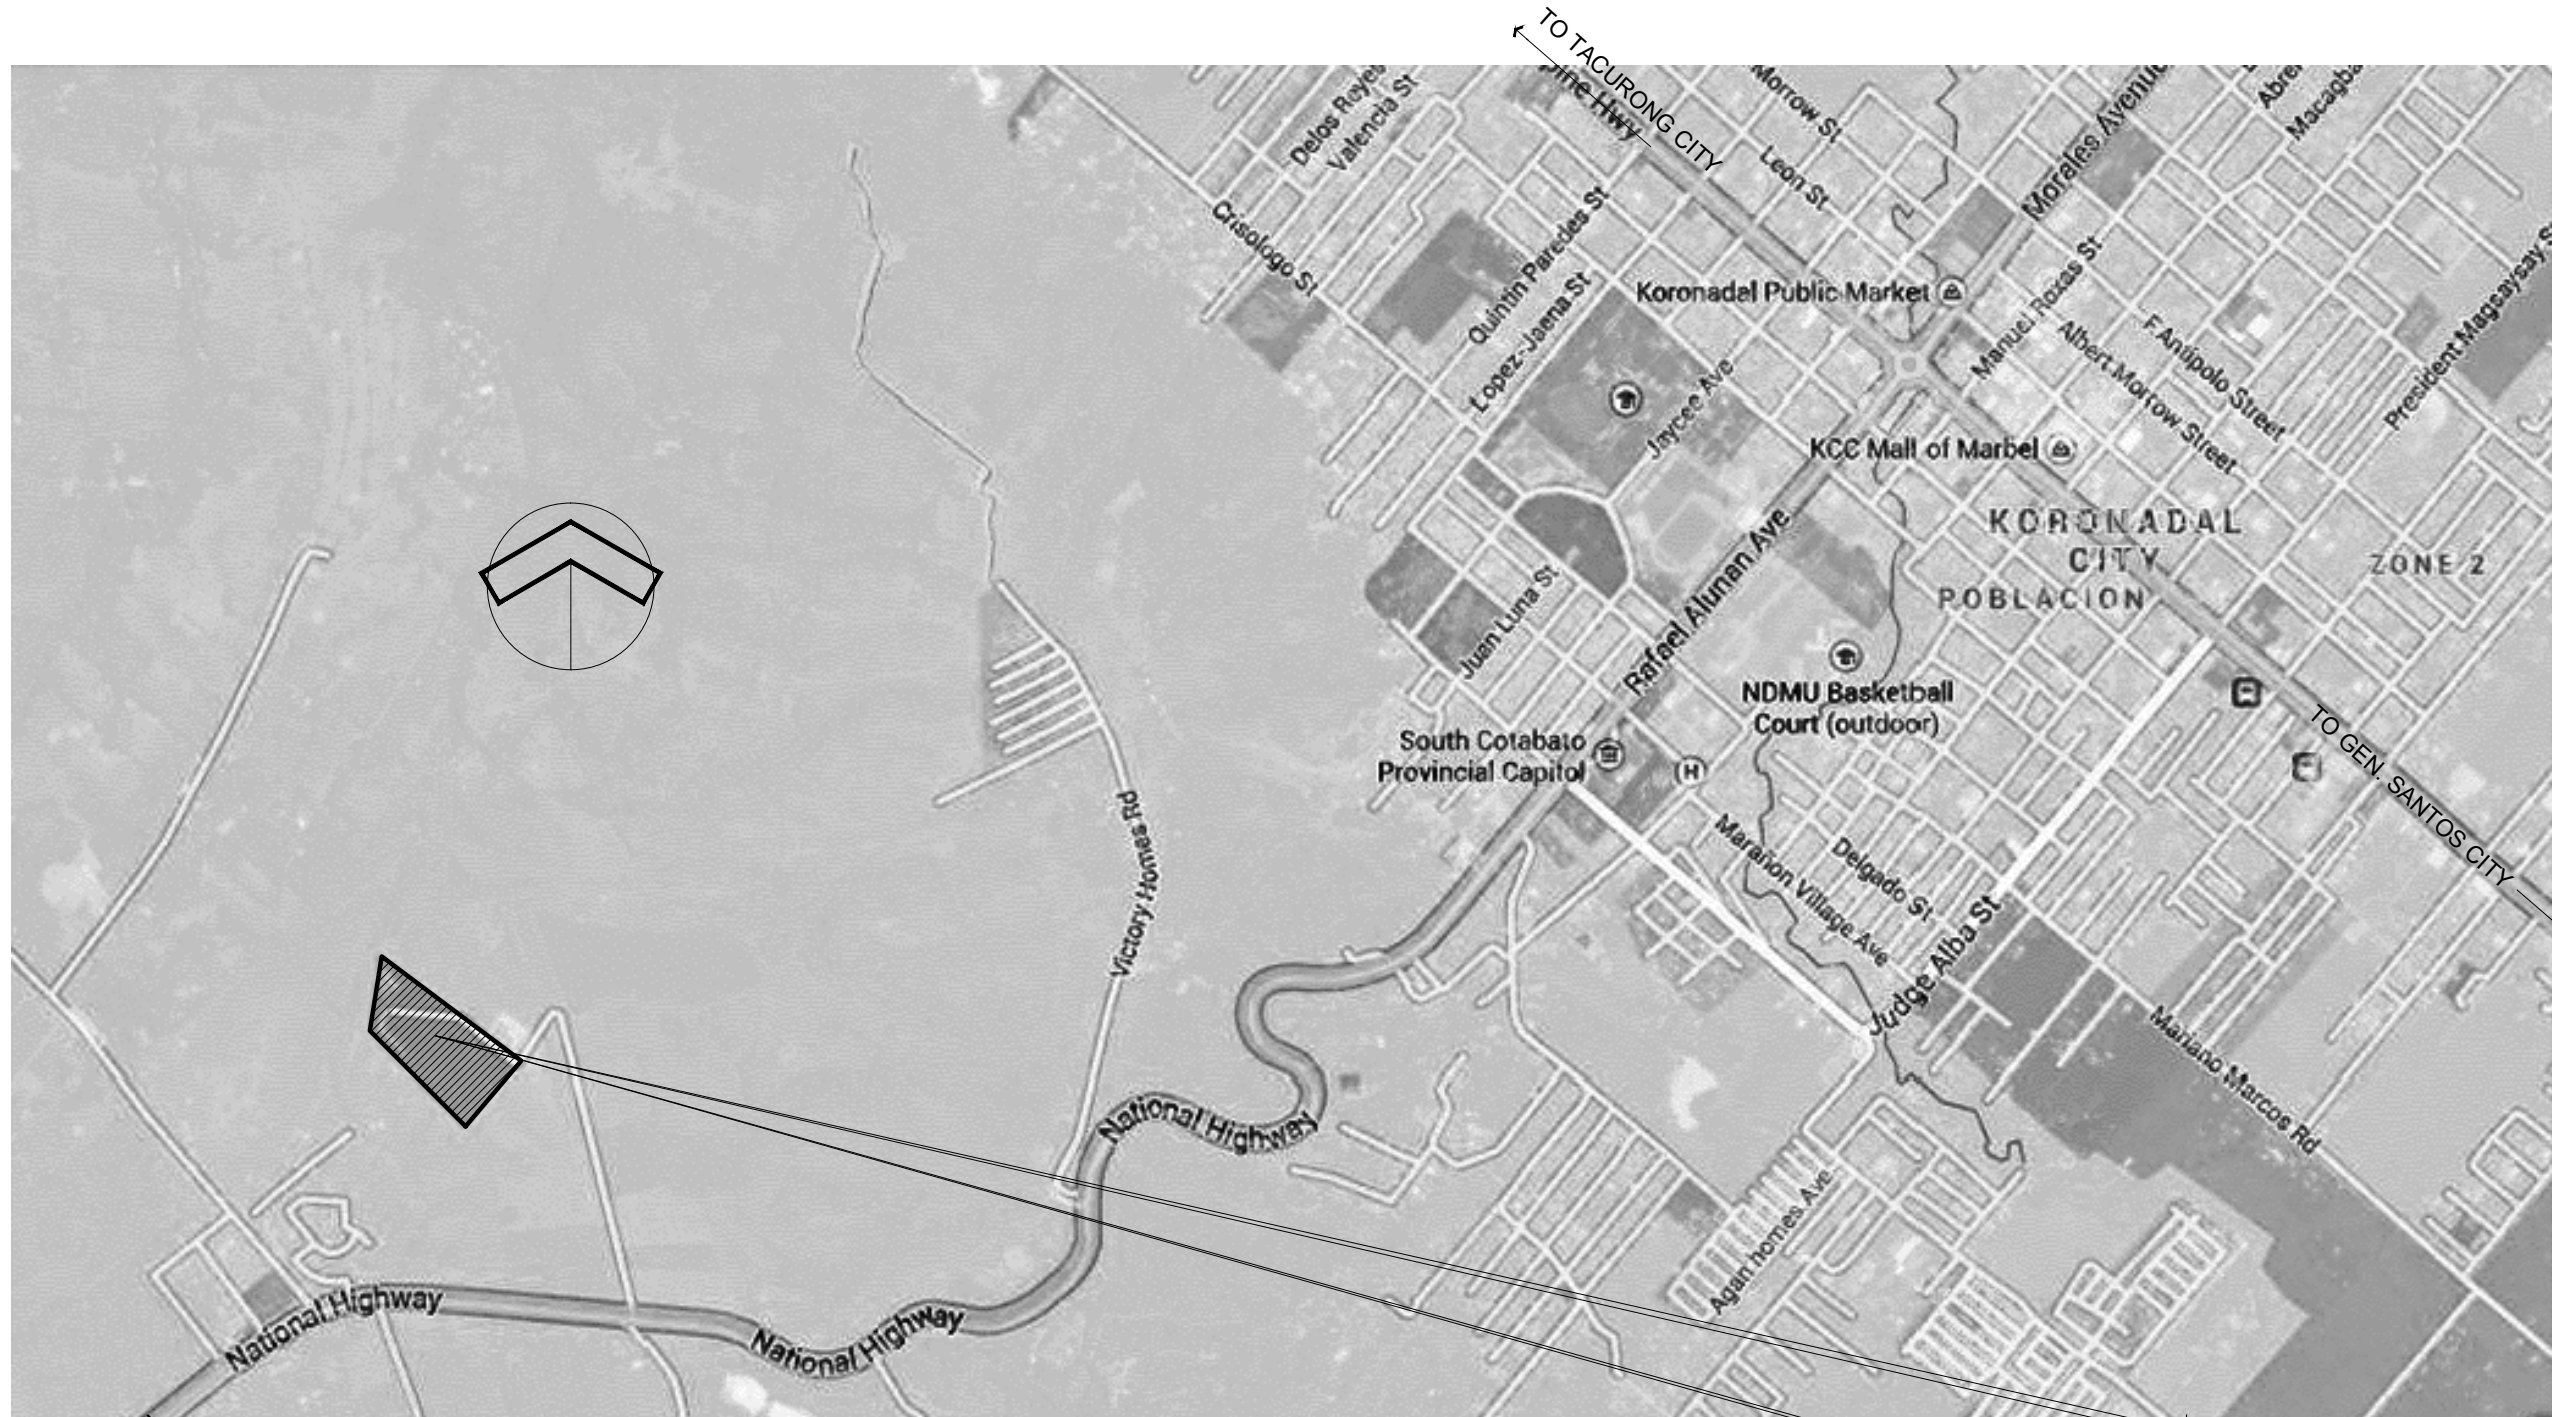 TO TACURONG CITY
pine Hwy
Morrow St
Morales Avenue
Macagba
Delos Reyes
Valencia St
Leon St
Crisologo St
Quintin Paredes St
Lopez-Jaena St
Koronadal Public Market
Manuel Roxas St
F. Antipolo Street
Albert Morrow Street
President Magsaysay S
Jaycee Ave
KCC Mall of Marbel
KORONADAL
CITY
POBLACION
ZONE 2
Rafael Alunan Ave
Juan Luna St
NDMU Basketball
Court (outdoor)
South Cotabato
Provincial Capitol
H
TO GEN. SANTOS CITY
Victory Homes Rd
Marañon Village Ave
Delgado St
Judge Alba St
Mariano Marcos Rd
National Highway
Agan homes Ave
National Highway
National Highway